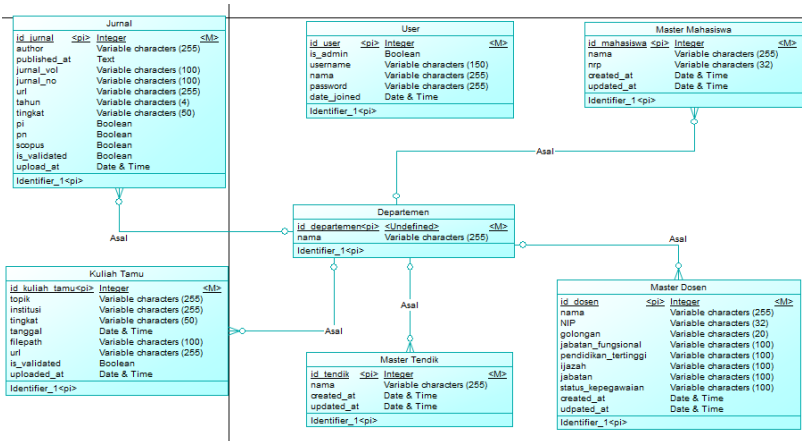 Jurnal
id_jurnal <pi> Integer <M>
author Variable characters (255)
published_at Text
jurnal_vol Variable characters (100)
jurnal_no Variable characters (100)
url Variable characters (255)
tahun Variable characters (4)
tingkat Variable characters (50)
pi Boolean
pn Boolean
scopus Boolean
is_validated Boolean
upload_at Date & Time
Identifier_1<pi>
User
id_user <pi> Integer <M>
is_admin Boolean
username Variable characters (150)
nama Variable characters (255)
password Variable characters (255)
date_joined Date & Time
Identifier_1<pi>
Master Mahasiswa
id_mahasiswa <pi> Integer <M>
nama Variable characters (255)
nrp Variable characters (32)
created_at Date & Time
updated_at Date & Time
Identifier_1<pi>
Asal
Departemen
id_departemen<pi> <Undefined> <M>
nama Variable characters (255)
Identifier_1<pi>
Asal
Asal
Kuliah Tamu
id_kuliah_tamu<pi> Integer <M>
topik Variable characters (255)
institusi Variable characters (255)
tingkat Variable characters (50)
tanggal Date & Time
filepath Variable characters (100)
url Variable characters (255)
is_validated Boolean
uploaded_at Date & Time
Identifier_1<pi>
Asal
Asal
Master Tendik
id_tendik <pi> Integer <M>
nama Variable characters (255)
created_at Date & Time
updated_at Date & Time
Identifier_1<pi>
Master Dosen
id_dosen <pi> Integer <M>
nama Variable characters (255)
NIP Variable characters (32)
golongan Variable characters (20)
jabatan_fungsional Variable characters (100)
pendidikan_tertinggi Variable characters (100)
ijazah Variable characters (100)
jabatan Variable characters (100)
status_kepegawaian Variable characters (100)
created_at Date & Time
udpated_at Date & Time
Identifier_1<pi>